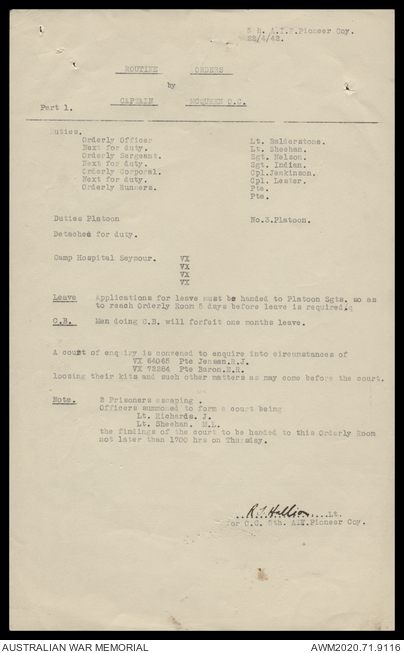 5 h. A.I.F.Pioneer Coy.
22/4/42.
ROUTINE ORDERS
by
CAPTAIN MCQUEEN O.C.
Part 1.
Duties.
Orderly Officer Lt. Balderstone.
Next for duty. Lt. Sheehan.
Orderly Sergeant. Sgt. Nelson.
Next for duty. Sgt. Indian.
Orderly Corporal. Cpl.Jenkinson.
Next for duty. Cpl. Lester.
Orderly Runners. Pte.
Pte.
Duties Platoon No.3.Platoon.
Detached for duty.
Camp Hospital Seymour. VX
VX
VX
VX
Leave Applications for leave must be handed to Platoon Sgts. so as
to reach Orderly Room 5 days before leave is required.q
C.B. Men doing C.B. will forfeit one months leave.
A court of enquiry is convened to enquire into circumstances of
VX 64065 Pte Jensan.R.J.
VX 73284 Pte Baron.H.R.
loosing their kits and such other matters as may come before the court.
Note. 2 Prisoners escaping .
Officers summoned to form a court being
Lt. Richards. J.
Lt. Sheehan. M.L.
the findings of the court to be handed to this Orderly Room
not later than 1700 hrs on Thursday.
Lt.
for O.C. 5th. AIF.Pioneer Coy.
AUSTRALIAN WAR MEMORIAL AWM2020.71.9116